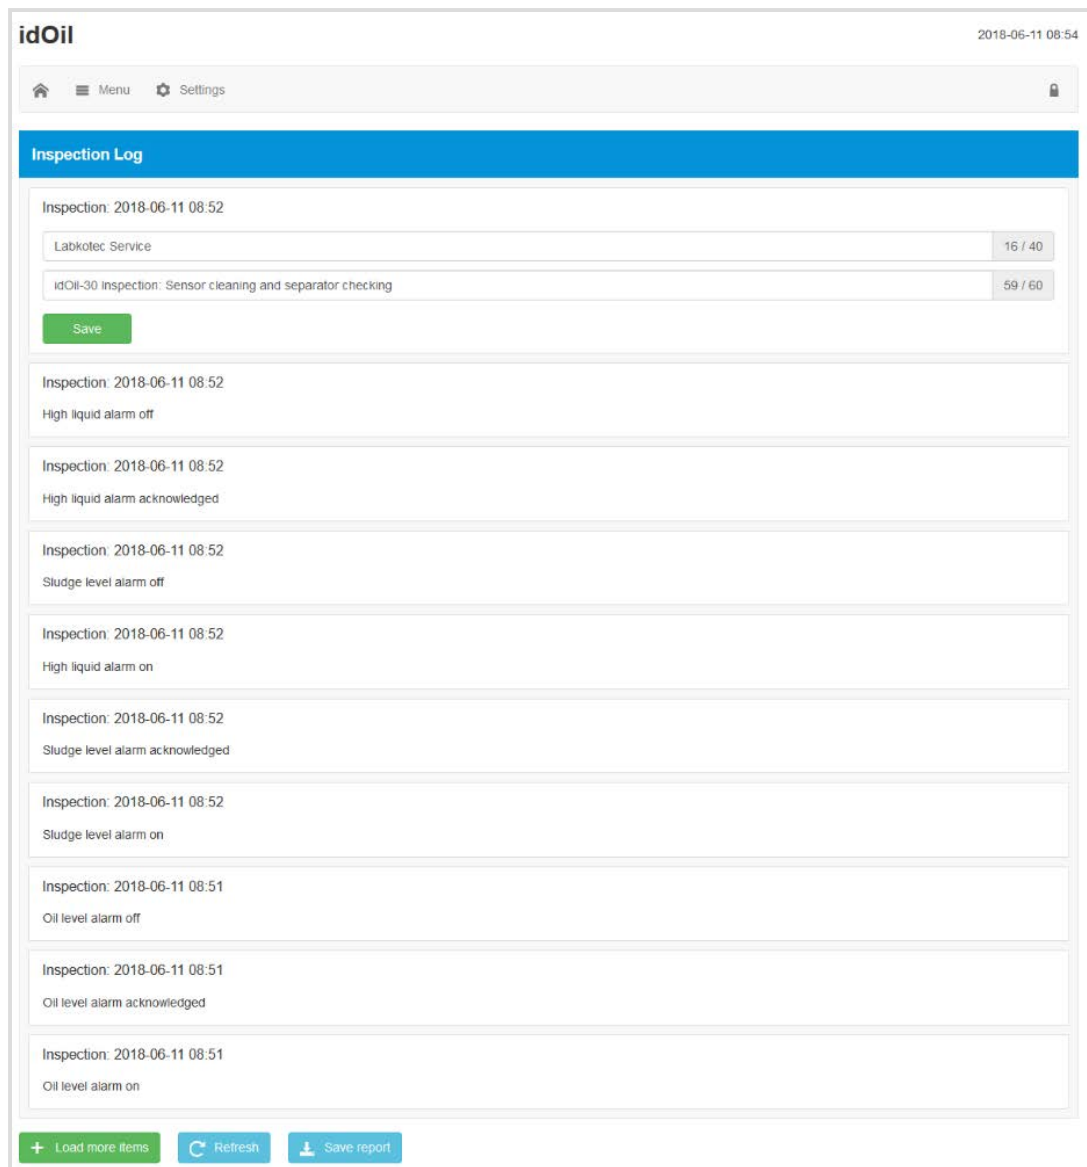 idOil
2018-06-11 08:54
Menu Settings
Inspection Log
Inspection: 2018-06-11 08:52
Labkotec Service 16 / 40
idOil-30 Inspection: Sensor cleaning and separator checking 59 / 60
Save
Inspection: 2018-06-11 08:52
High liquid alarm off
Inspection: 2018-06-11 08:52
High liquid alarm acknowledged
Inspection: 2018-06-11 08:52
Sludge level alarm off
Inspection: 2018-06-11 08:52
High liquid alarm on
Inspection: 2018-06-11 08:52
Sludge level alarm acknowledged
Inspection: 2018-06-11 08:52
Sludge level alarm on
Inspection: 2018-06-11 08:51
Oil level alarm off
Inspection: 2018-06-11 08:51
Oil level alarm acknowledged
Inspection: 2018-06-11 08:51
Oil level alarm on
Load more items Refresh Save report